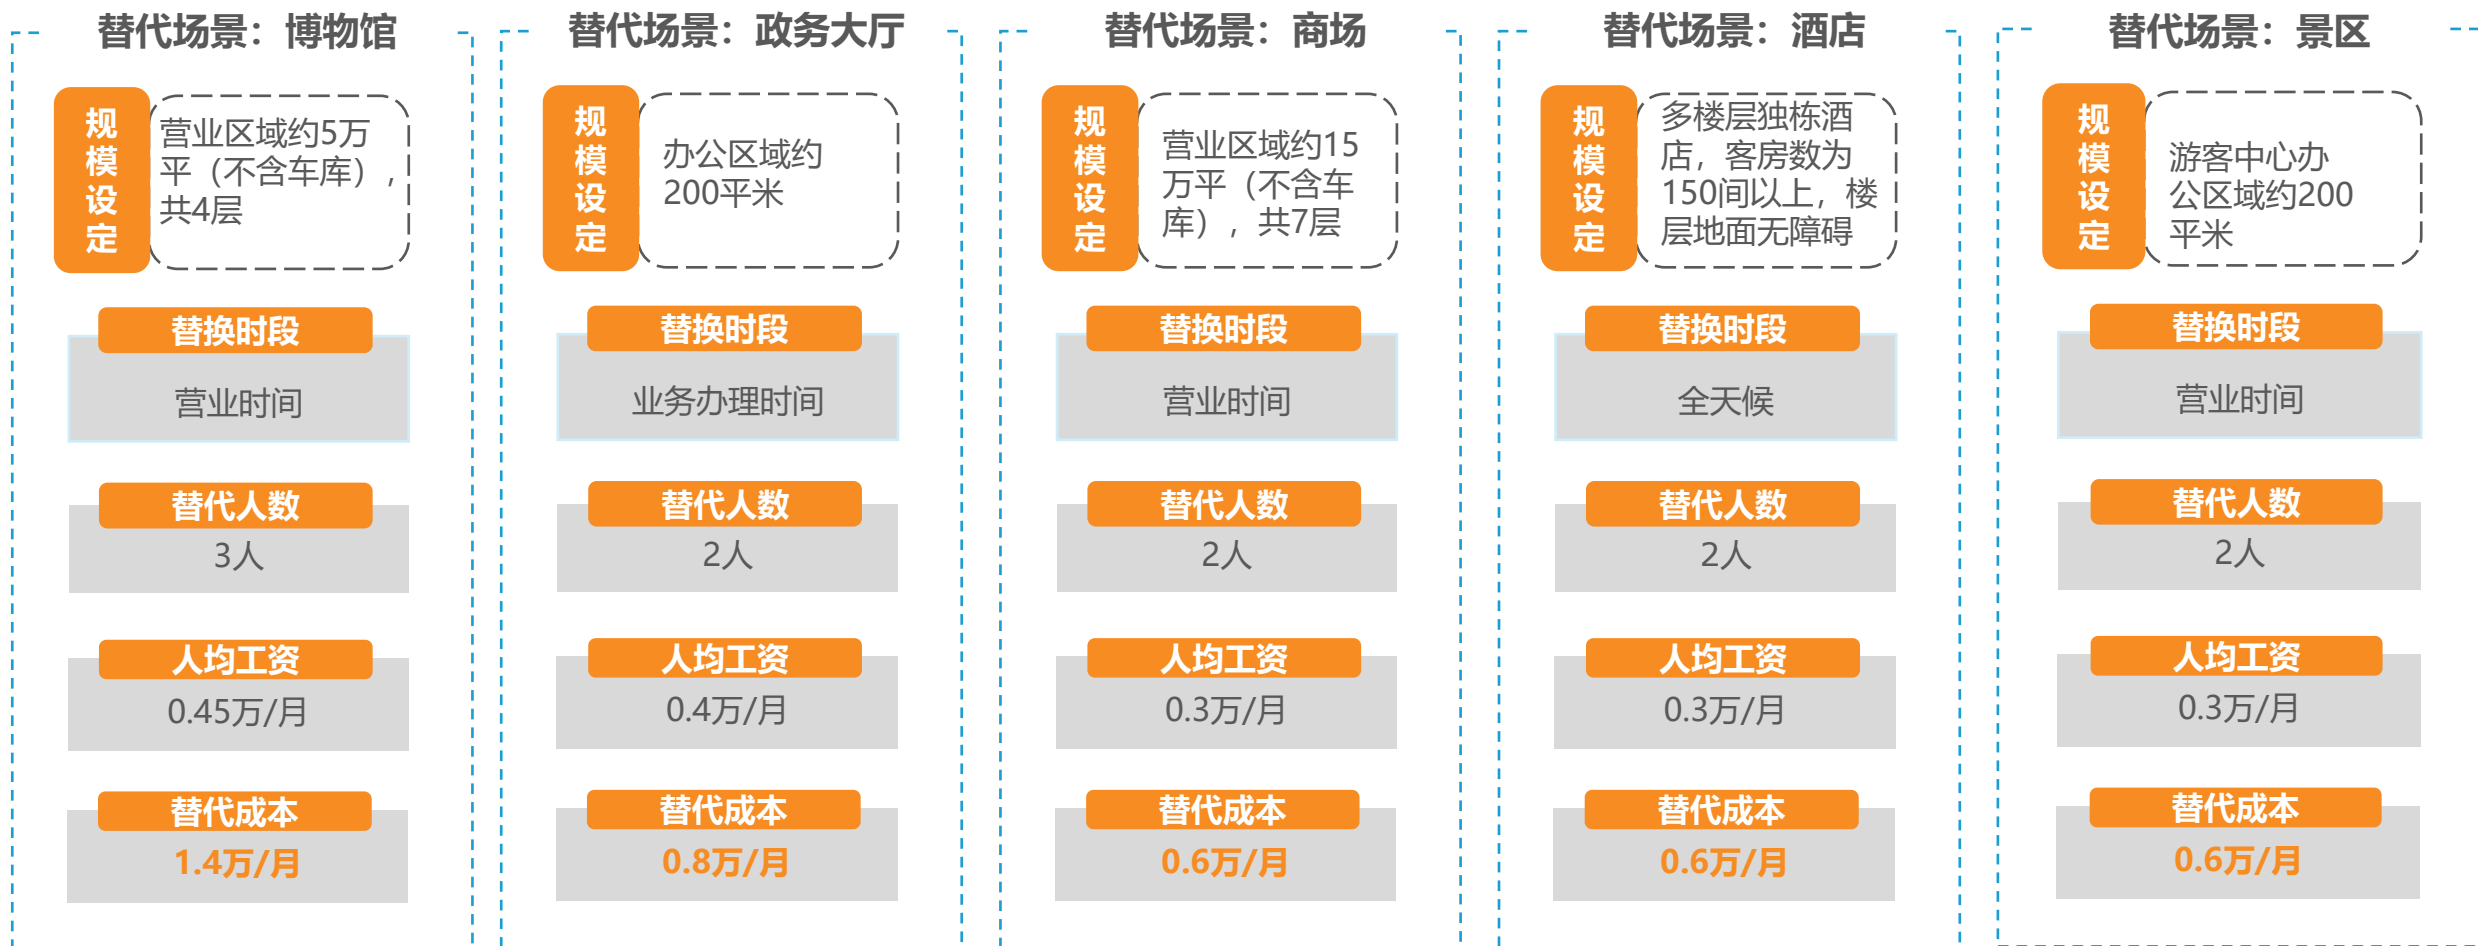 替代场景：博物馆
规
模
设
定
营业区域约5万
平（不含车库），
共4层
替换时段
营业时间
替代人数
3人
人均工资
0.45万/月
替代成本
1.4万/月
替代场景：政务大厅
规
模
设
定
办公区域约
200平米
替换时段
业务办理时间
替代人数
2人
人均工资
0.4万/月
替代成本
0.8万/月
替代场景：商场
规
模
设
定
营业区域约15
万平（不含车
库），共7层
替换时段
营业时间
替代人数
2人
人均工资
0.3万/月
替代成本
0.6万/月
替代场景：酒店
规
模
设
定
多楼层独栋酒
店，客房数为
150间以上，楼
层地面无障碍
替换时段
全天候
替代人数
2人
人均工资
0.3万/月
替代成本
0.6万/月
替代场景：景区
规
模
设
定
游客中心办
公区域约200
平米
替换时段
营业时间
替代人数
2人
人均工资
0.3万/月
替代成本
0.6万/月